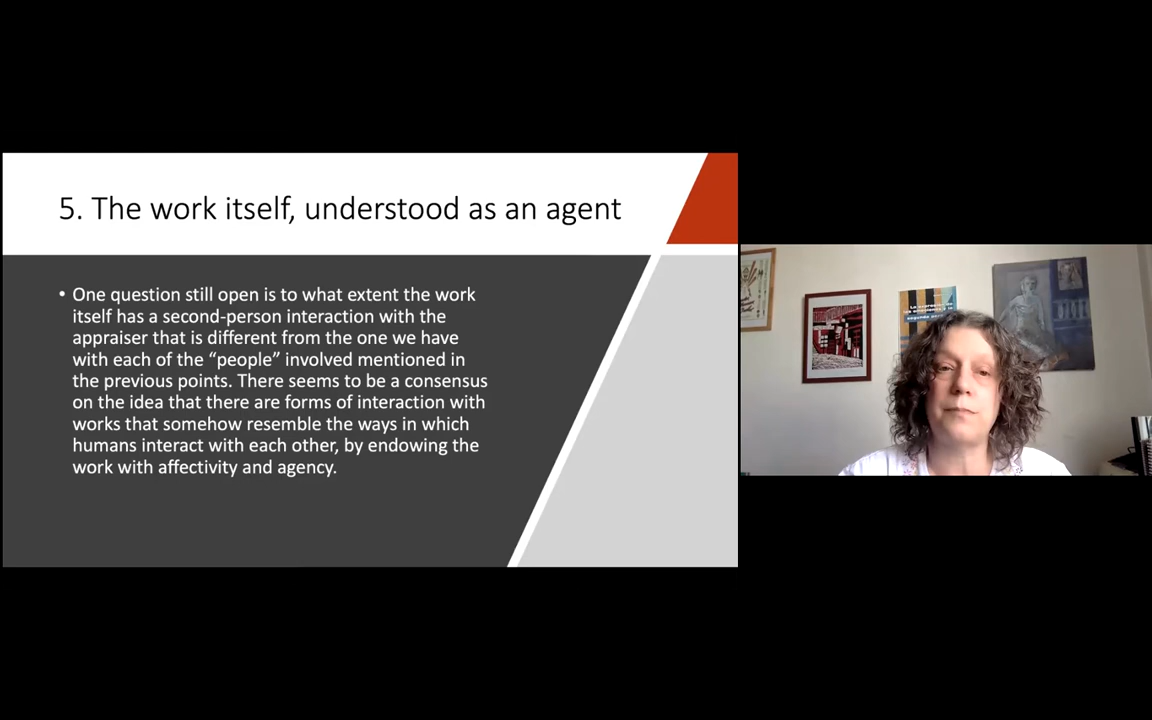 5. The work itself, understood as an agent
• One question still open is to what extent the work
itself has a second-person interaction with the
appraiser that is different from the one we have
with each of the “people” involved mentioned in
the previous points. There seems to be a consensus
on the idea that there are forms of interaction with
works that somehow resemble the ways in which
humans interact with each other, by endowing the
work with affectivity and agency.
segunda